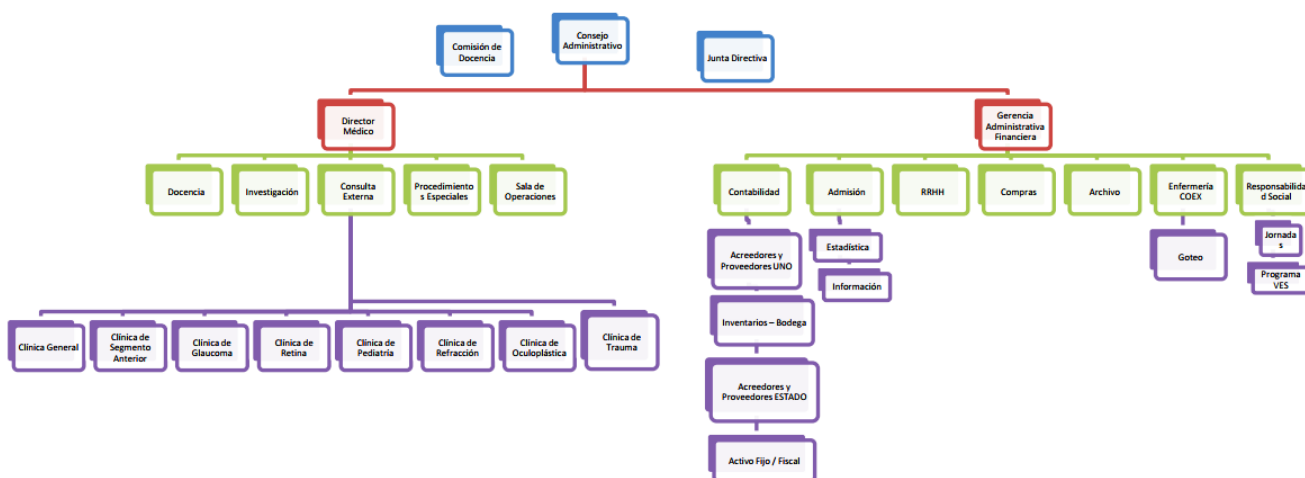 Comisión de
Docencia
Consejo
Administrativo
Junta Directiva
Director
Médico
Gerencia
Administrativa
Financiera
Docencia
Investigación
Consulta
Externa
Procedimiento
s Especiales
Sala de
Operaciones
Contabilidad
Admisión
RRHH
Compras
Archivo
Enfermería
COEX
Responsabilida
d Social
Acreedores y
Proveedores UNO
Estadística
Información
Goteo
Jornada
s
Programa
VES
Inventarios – Bodega
Clínica General
Clínica de
Segmento
Anterior
Clínica de
Glaucoma
Clínica de
Retina
Clínica de
Pediatría
Clínica de
Refracción
Clínica de
Oculoplástica
Clínica de
Trauma
Acreedores y
Proveedores ESTADO
Activo Fijo / Fiscal